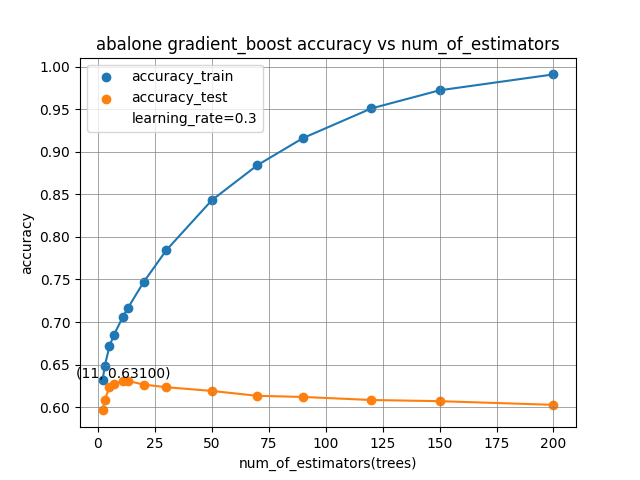 abalone gradient_boost accuracy vs num_of_estimators
accuracy_train
accuracy_test
learning_rate=0.3
1.00
0.95
0.90
0.85
0.80
0.75
0.70
0.65
0.60
accuracy
(11, 0.63100)
0 25 50 75 100 125 150 175 200
num_of_estimators(trees)